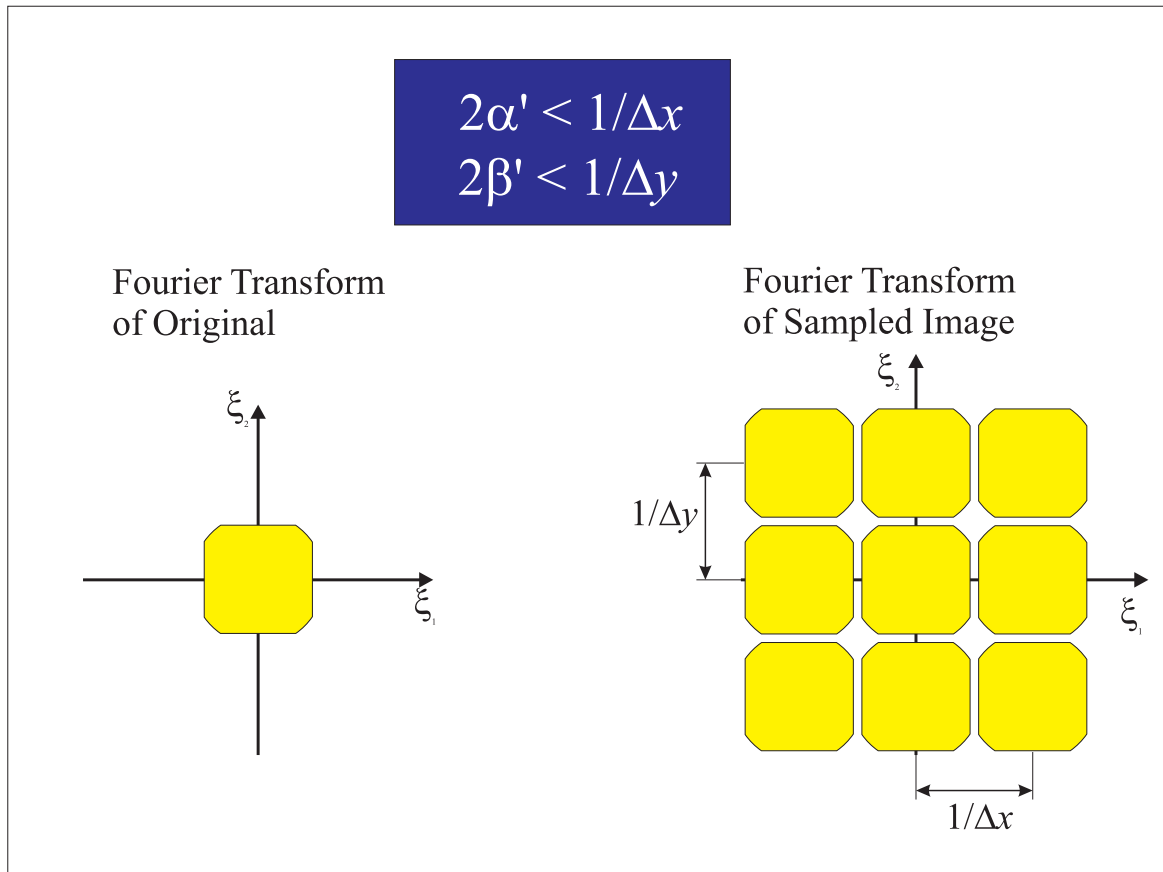 2α' < 1/Δx
2β' < 1/Δy
Fourier Transform
of Original
Fourier Transform
of Sampled Image
ξ₂
ξ₁
ξ₂
1/Δy
ξ₁
1/Δx